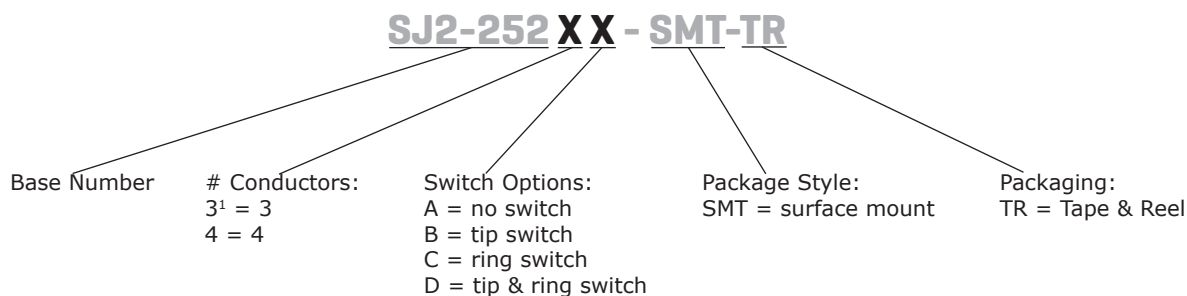 SJ2-252 X X - SMT-TR
Base Number
# Conductors:
3¹ = 3
4 = 4
Switch Options:
A = no switch
B = tip switch
C = ring switch
D = tip & ring switch
Package Style:
SMT = surface mount
Packaging:
TR = Tape & Reel